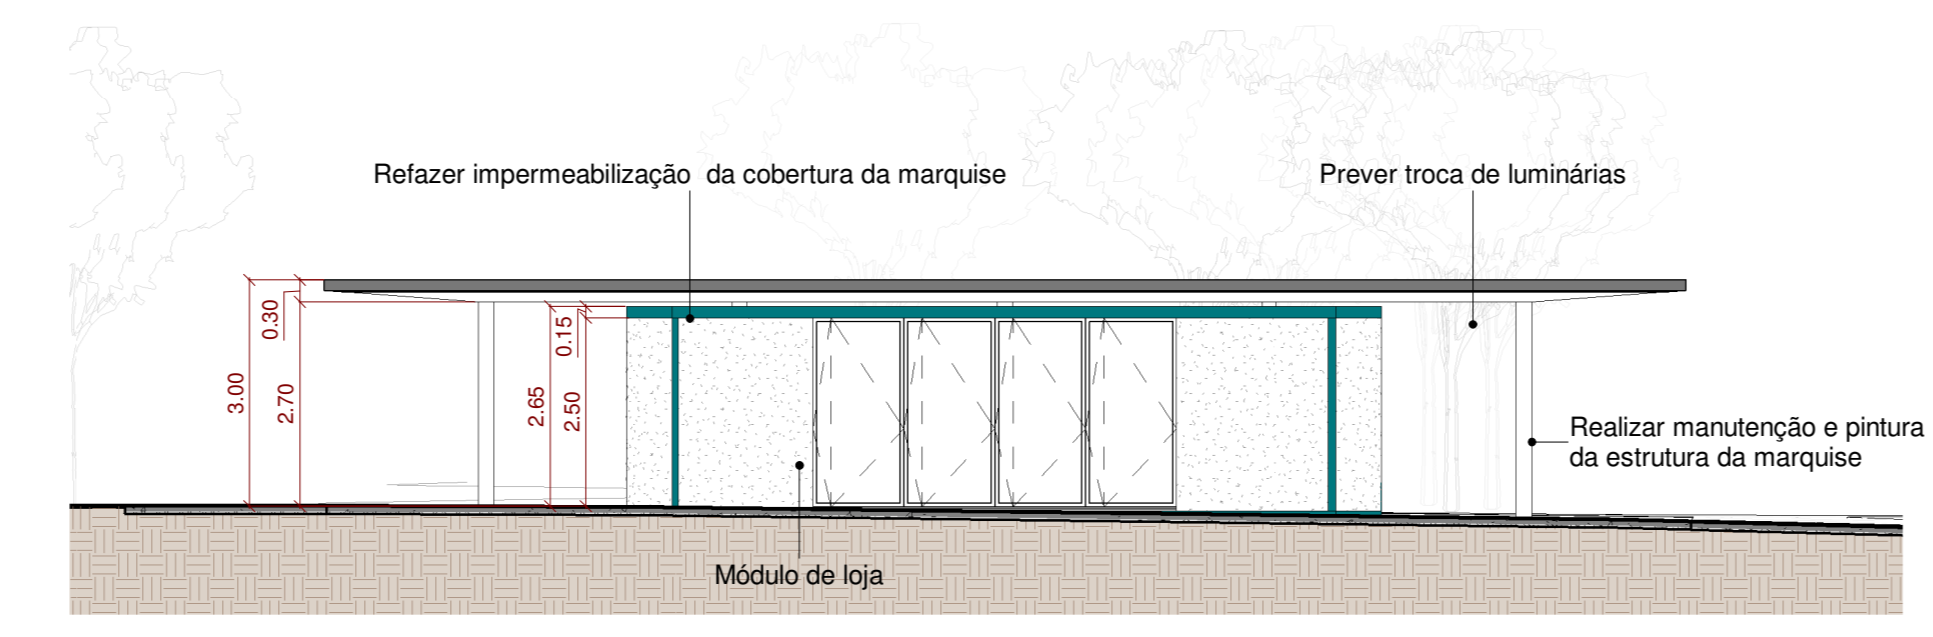 Refazer impermeabilização da cobertura da marquise
Prever troca de luminárias
0.30
0.15
3.00
2.70
2.65
2.50
Realizar manutenção e pintura
da estrutura da marquise
Módulo de loja